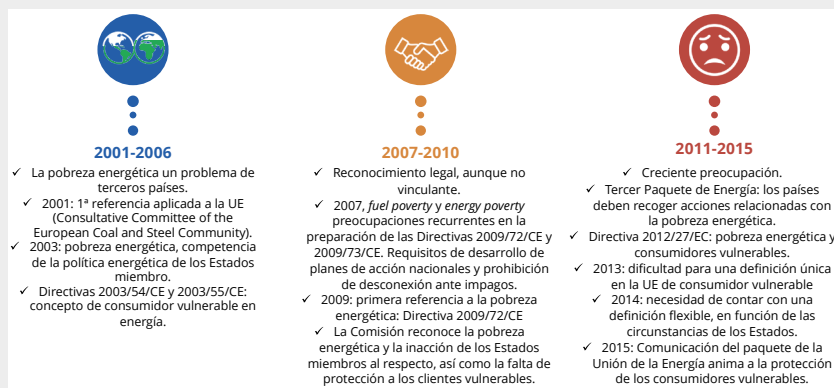 2001-2006
✓ La pobreza energética un problema de
terceros países.
✓ 2001: 1ª referencia aplicada a la UE
(Consultative Committee of the
European Coal and Steel Community).
✓ 2003: pobreza energética, competencia
de la política energética de los Estados
miembro.
✓ Directivas 2003/54/CE y 2003/55/CE:
concepto de consumidor vulnerable en
energía.
2007-2010
✓ Reconocimiento legal, aunque no
vinculante.
✓ 2007, fuel poverty y energy poverty
preocupaciones recurrentes en la
preparación de las Directivas 2009/72/CE y
2009/73/CE. Requisitos de desarrollo de
planes de acción nacionales y prohibición
de desconexión ante impagos.
✓ 2009: primera referencia a la pobreza
energética: Directiva 2009/72/CE
✓ La Comisión reconoce la pobreza
energética y la inacción de los Estados
miembros al respecto, así como la falta de
protección a los clientes vulnerables.
2011-2015
✓ Creciente preocupación.
✓ Tercer Paquete de Energía: los países
deben recoger acciones relacionadas con
la pobreza energética.
✓ Directiva 2012/27/EC: pobreza energética y
consumidores vulnerables.
✓ 2013: dificultad para una definición única
en la UE de consumidor vulnerable
✓ 2014: necesidad de contar con una
definición flexible, en función de las
circunstancias de los Estados.
✓ 2015: Comunicación del paquete de la
Unión de la Energía anima a la protección
de los consumidores vulnerables.